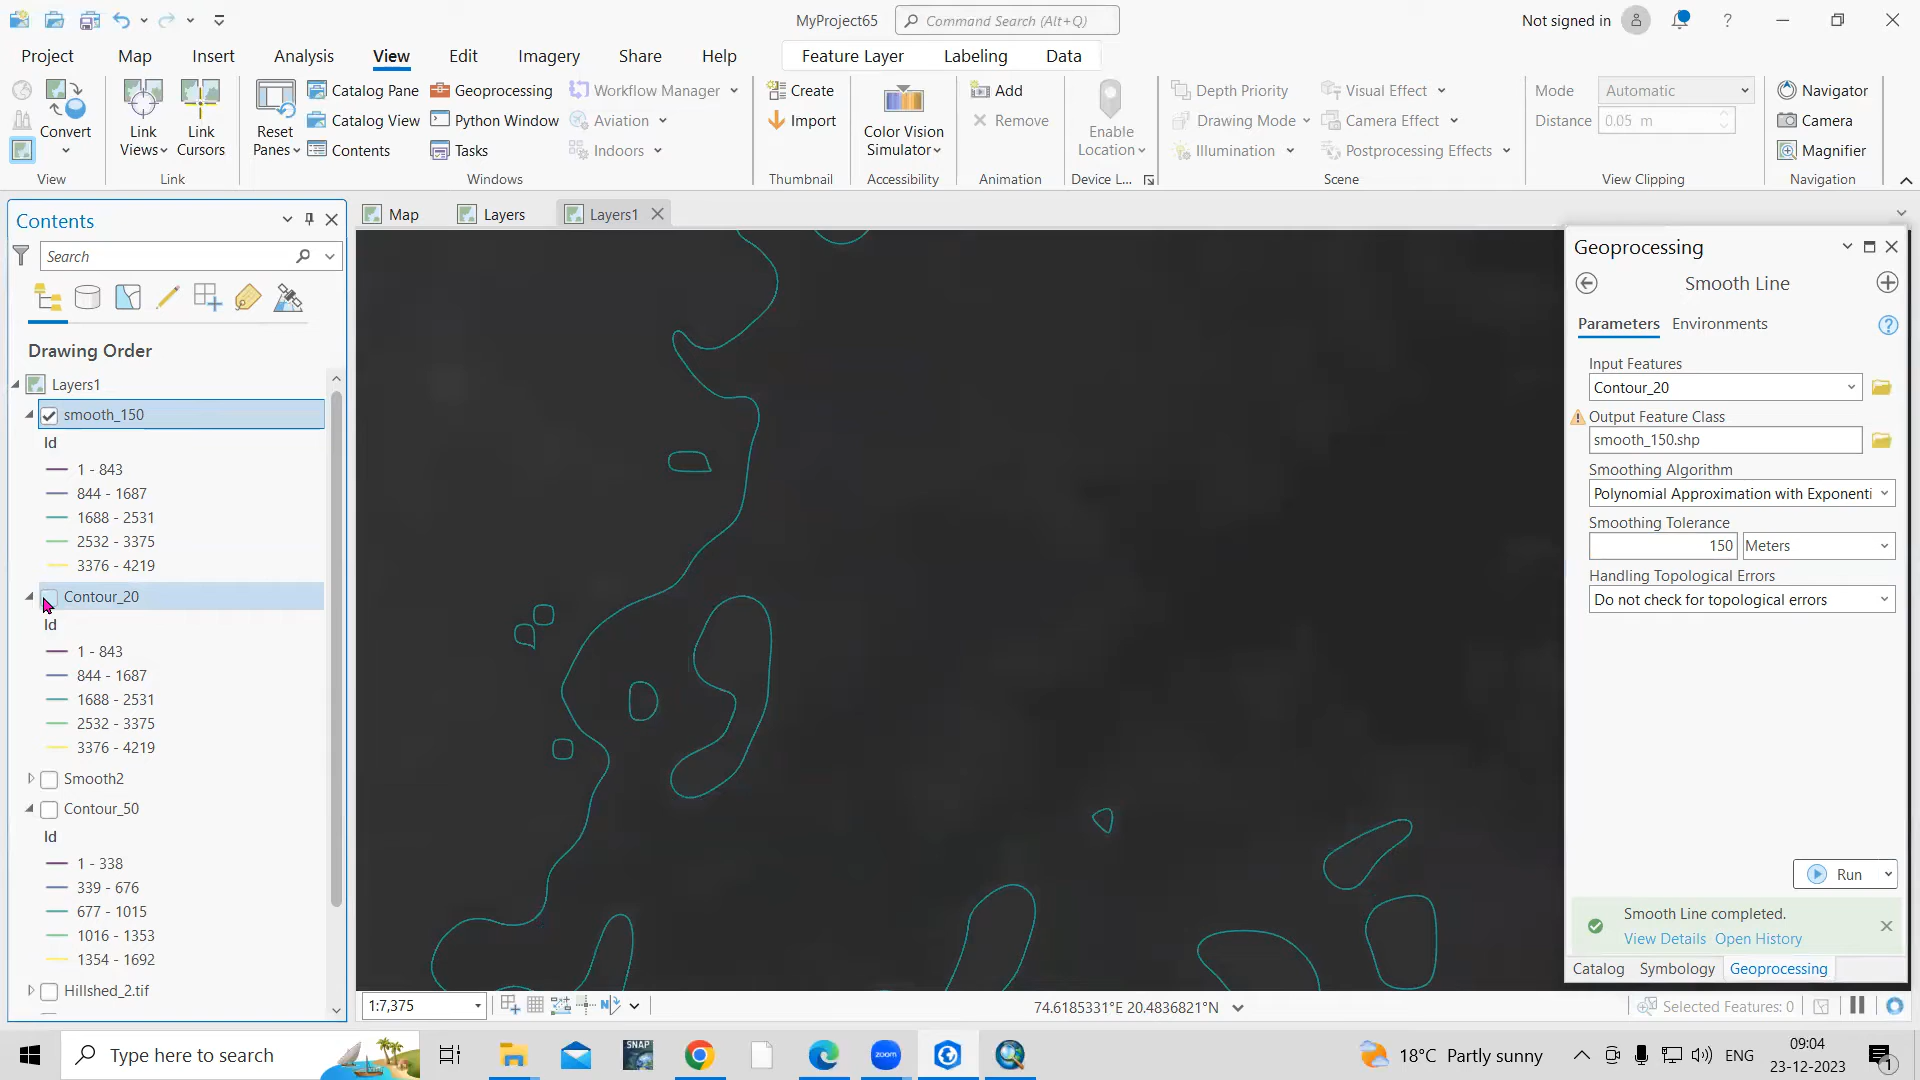 MyProject65
Command Search (Alt+Q)
Not signed in
?
Project
Map
Insert
Analysis
View
Edit
Imagery
Share
Help
Feature Layer
Labeling
Data
Convert
View
Link Views
Link Cursors
Link
Reset Panes
Catalog Pane
Catalog View
Contents
Geoprocessing
Python Window
Tasks
Workflow Manager
Aviation
Indoors
Windows
Create
Import
Thumbnail
Color Vision Simulator
Accessibility
Add
Remove
Animation
Enable Location
Device L...
Depth Priority
Drawing Mode
Illumination
Visual Effect
Camera Effect
Postprocessing Effects
Scene
Mode
Automatic
Distance
0.05 m
View Clipping
Navigator
Camera
Magnifier
Navigation
Contents
Search
Drawing Order
Layers1
smooth_150
Id
1 - 843
844 - 1687
1688 - 2531
2532 - 3375
3376 - 4219
Contour_20
Id
1 - 843
844 - 1687
1688 - 2531
2532 - 3375
3376 - 4219
Smooth2
Contour_50
Id
1 - 338
339 - 676
677 - 1015
1016 - 1353
1354 - 1692
Hillshed_2.tif
Map
Layers
Layers1
1:7,375
74.6185331°E 20.4836821°N
Selected Features: 0
Geoprocessing
Smooth Line
Parameters
Environments
?
Input Features
Contour_20
Output Feature Class
smooth_150.shp
Smoothing Algorithm
Polynomial Approximation with Exponenti
Smoothing Tolerance
150
Meters
Handling Topological Errors
Do not check for topological errors
Run
Smooth Line completed.
View Details
Open History
Catalog
Symbology
Geoprocessing
Type here to search
SNAP
zoom
18°C Partly sunny
ENG
09:04
23-12-2023
1